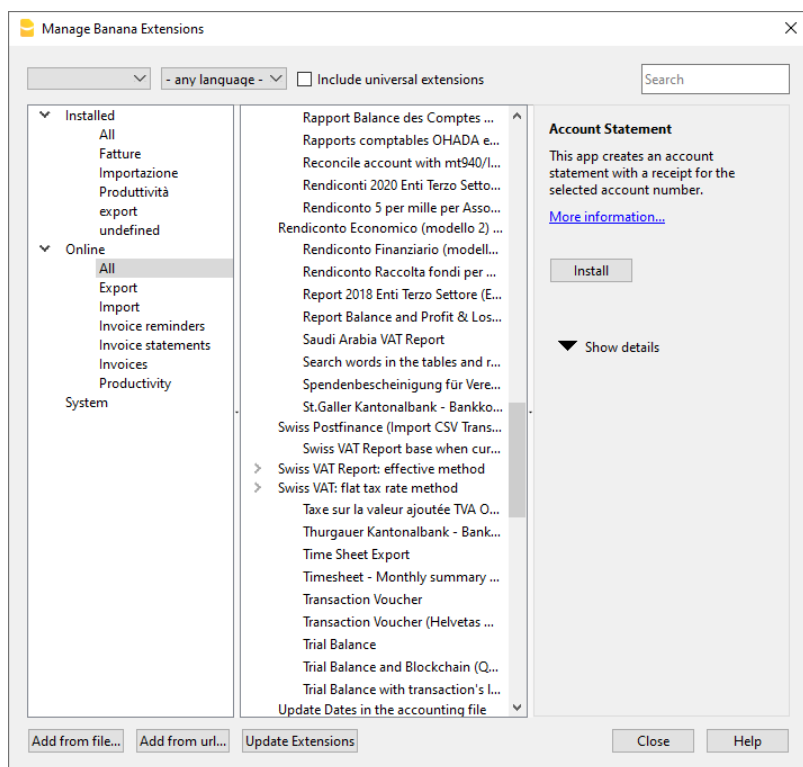 Manage Banana Extensions
- any language -
Include universal extensions
Search
Installed
All
Fatture
Importazione
Produttività
export
undefined
Online
All
Export
Import
Invoice reminders
Invoice statements
Invoices
Productivity
System
Rapport Balance des Comptes ...
Rapports comptables OHADA e...
Reconcile account with mt940/I...
Rendiconti 2020 Enti Terzo Setto...
Rendiconto 5 per mille per Asso...
Rendiconto Economico (modello 2) ...
Rendiconto Finanziario (modell...
Rendiconto Raccolta fondi per ...
Report 2018 Enti Terzo Settore (E...
Report Balance and Profit & Los...
Saudi Arabia VAT Report
Search words in the tables and r...
Spendenbescheinigung für Vere...
St.Galler Kantonalbank - Bankko...
Swiss Postfinance (Import CSV Trans...
Swiss VAT Report base when cur...
Swiss VAT Report: effective method
Swiss VAT: flat tax rate method
Taxe sur la valeur ajoutée TVA O...
Thurgauer Kantonalbank - Bank...
Time Sheet Export
Timesheet - Monthly summary ...
Transaction Voucher
Transaction Voucher (Helvetas ...
Trial Balance
Trial Balance and Blockchain (Q...
Trial Balance with transaction's l...
Update Dates in the accounting file
Account Statement
This app creates an account
statement with a receipt for the
selected account number.
More information...
Install
Show details
Add from file...
Add from url...
Update Extensions
Close
Help